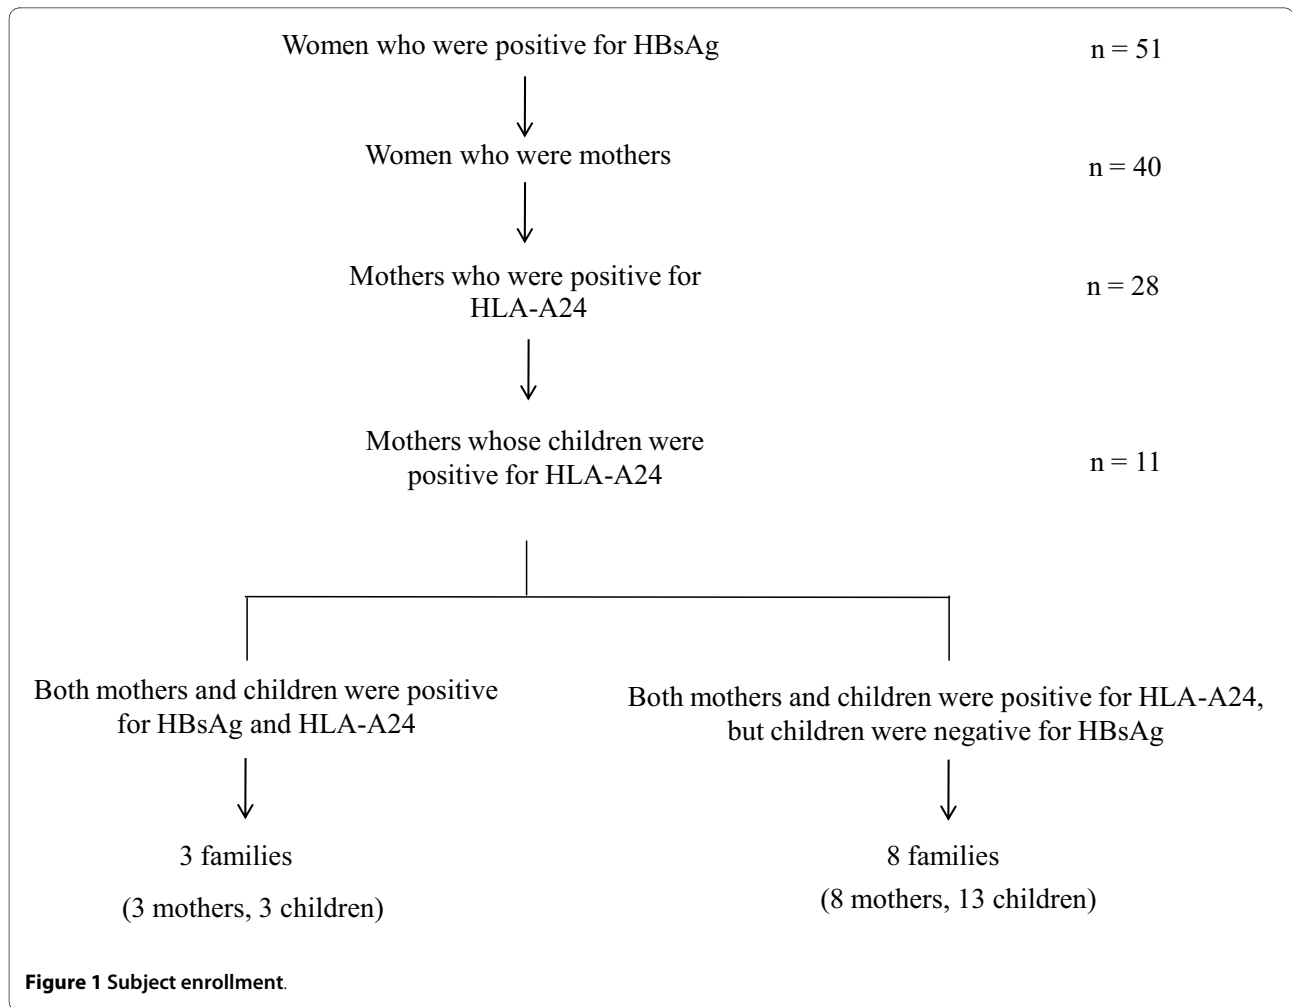 Women who were positive for HBsAg
n = 51
Women who were mothers
n = 40
Mothers who were positive for
HLA-A24
n = 28
Mothers whose children were
positive for HLA-A24
n = 11
Both mothers and children were positive
for HBsAg and HLA-A24
Both mothers and children were positive for HLA-A24,
but children were negative for HBsAg
3 families
(3 mothers, 3 children)
8 families
(8 mothers, 13 children)
Figure 1 Subject enrollment.